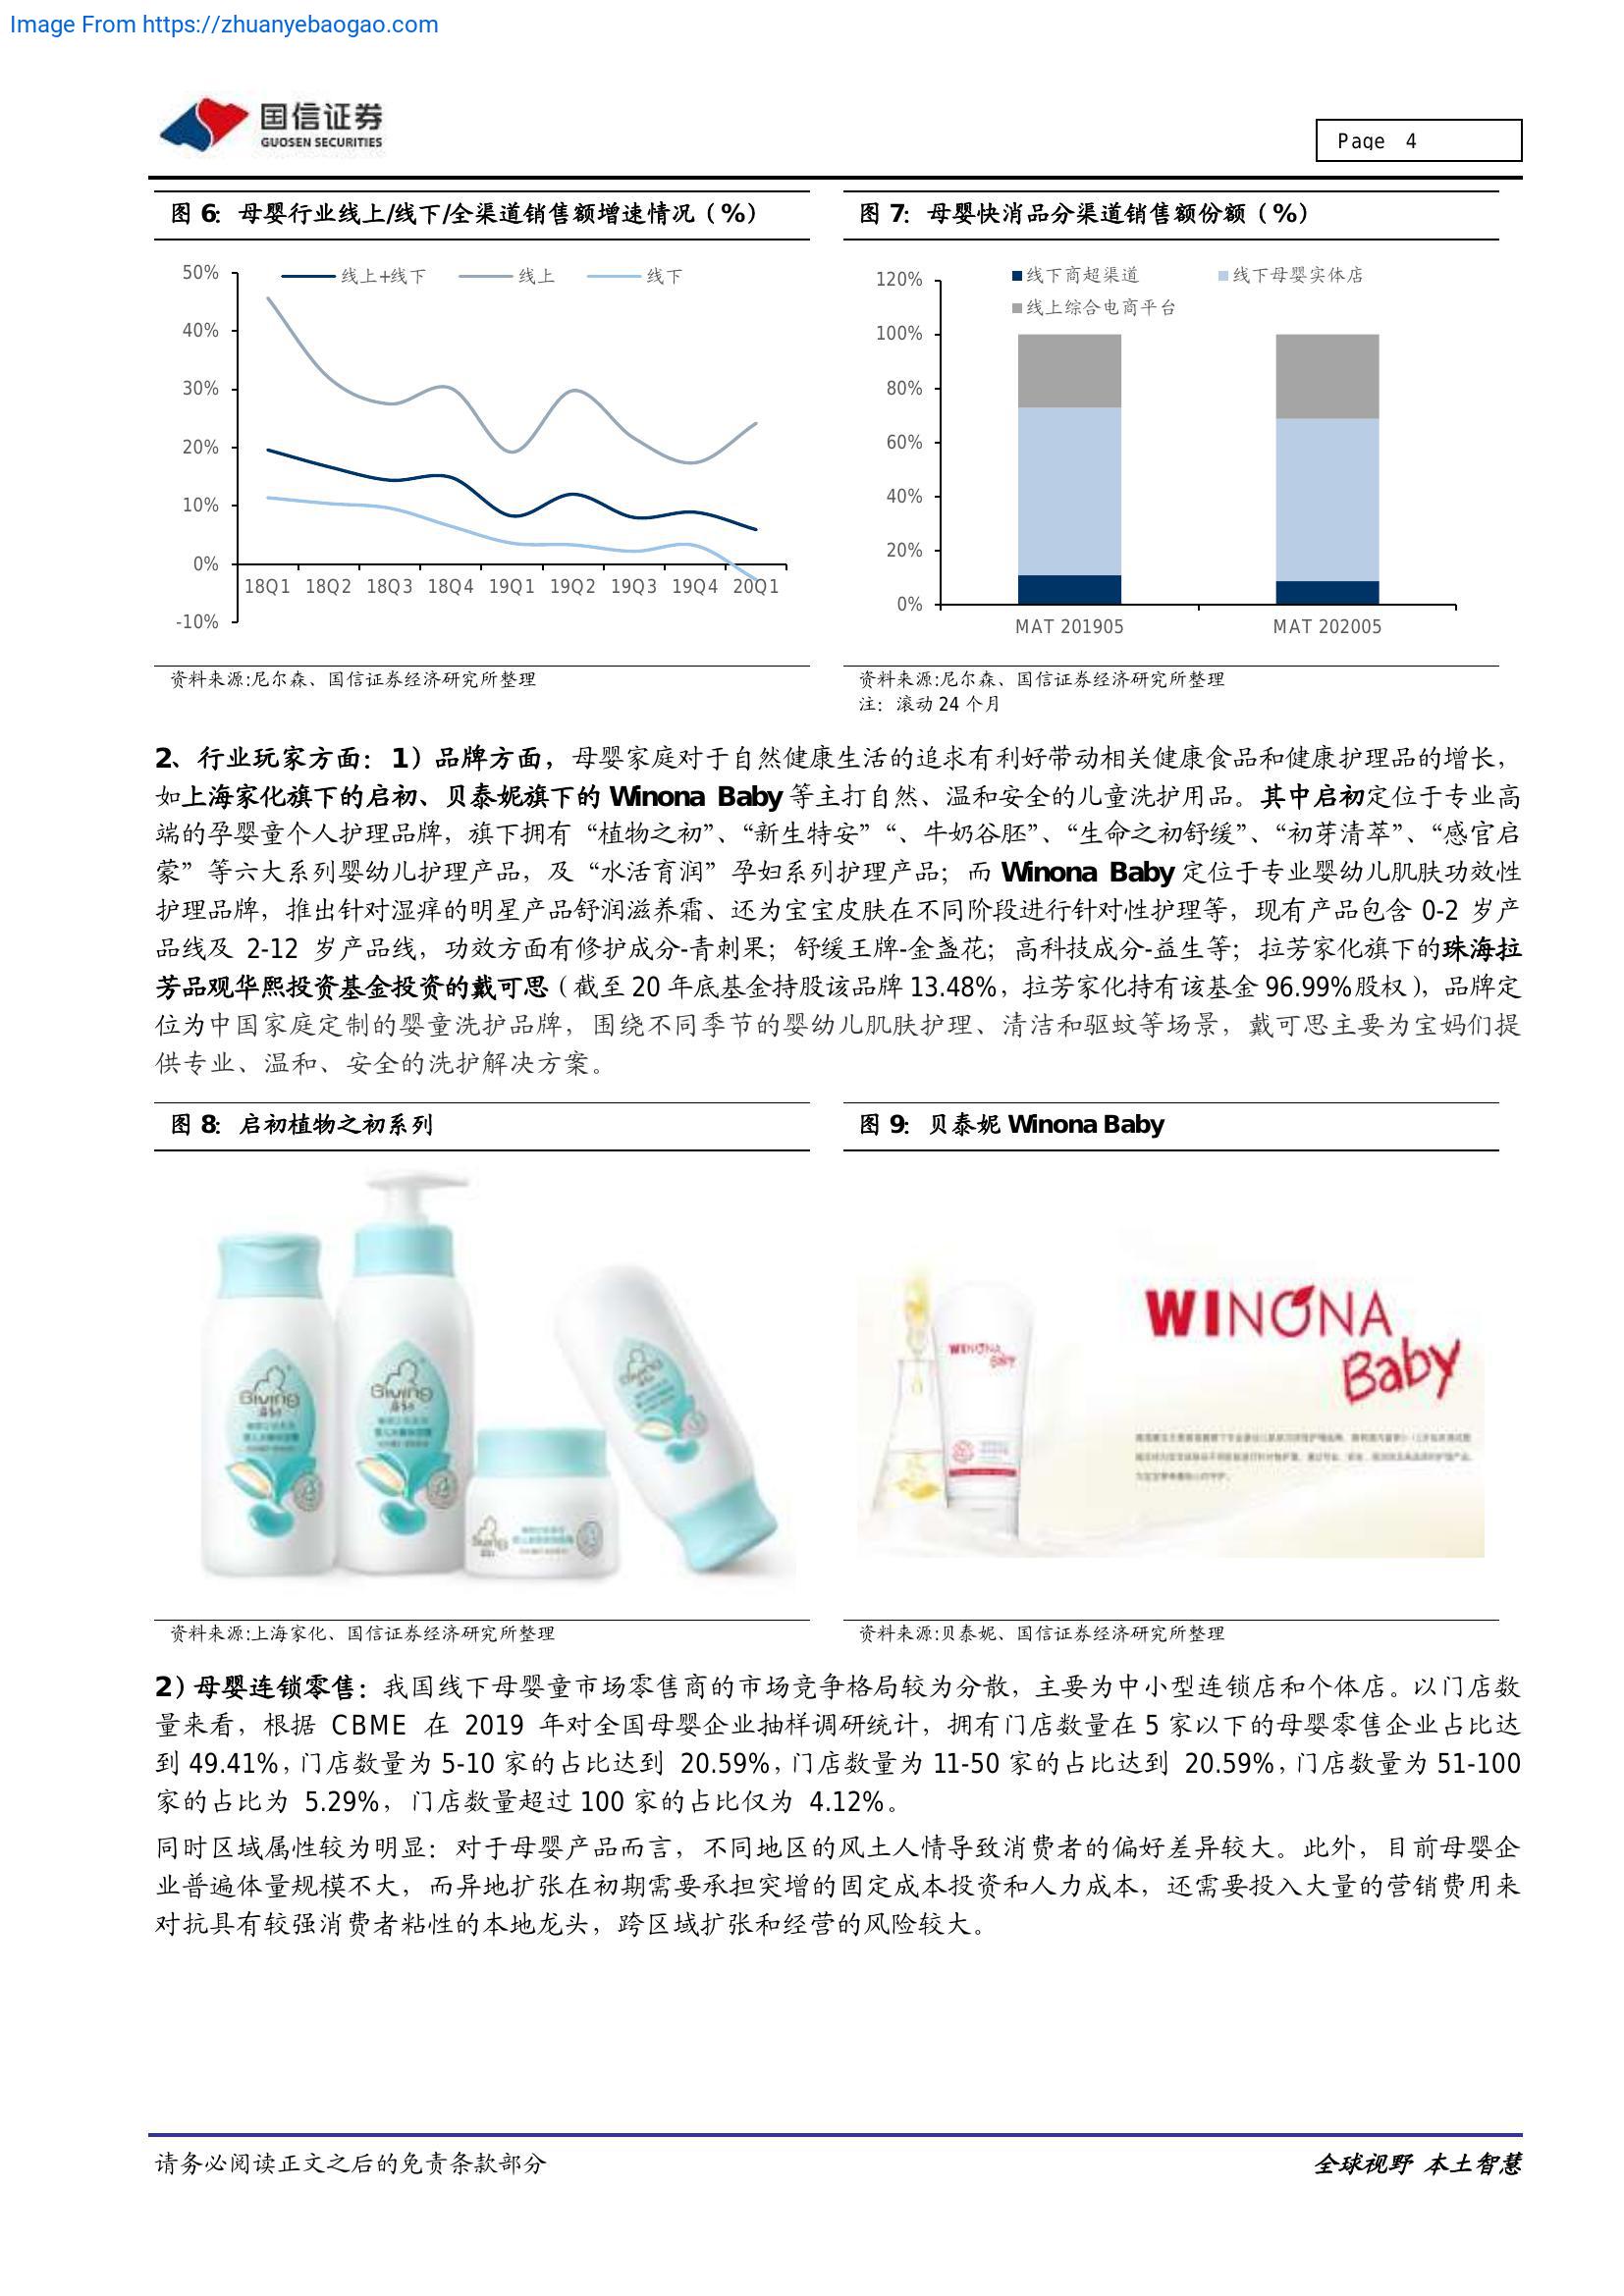 Image From https://zhuanyebaogao.com
国信证券
GUOSEN SECURITIES
Page 4
图 6：母婴行业线上/线下/全渠道销售额增速情况（%）
50%
40%
30%
20%
10%
0%
-10%
线上+线下 线上 线下
18Q1 18Q2 18Q3 18Q4 19Q1 19Q2 19Q3 19Q4 20Q1
资料来源:尼尔森、国信证券经济研究所整理
图 7：母婴快消品分渠道销售额份额（%）
120%
100%
80%
60%
40%
20%
0%
线下商超渠道 线下母婴实体店
线上综合电商平台
MAT 201905 MAT 202005
资料来源:尼尔森、国信证券经济研究所整理
注：滚动 24 个月
2、行业玩家方面：1）品牌方面，母婴家庭对于自然健康生活的追求有利好带动相关健康食品和健康护理品的增长，
如上海家化旗下的启初、贝泰妮旗下的 Winona Baby 等主打自然、温和安全的儿童洗护用品。其中启初定位于专业高
端的孕婴童个人护理品牌，旗下拥有“植物之初”、“新生特安”“、牛奶谷胚”、“生命之初舒缓”、“初芽清萃”、“感官启
蒙”等六大系列婴幼儿护理产品，及“水活育润”孕妇系列护理产品；而 Winona Baby 定位于专业婴幼儿肌肤功效性
护理品牌，推出针对湿痒的明星产品舒润滋养霜、还为宝宝皮肤在不同阶段进行针对性护理等，现有产品包含 0-2 岁产
品线及 2-12 岁产品线，功效方面有修护成分-青刺果；舒缓王牌-金盏花；高科技成分-益生等；拉芳家化旗下的珠海拉
芳品观华熙投资基金投资的戴可思（截至 20 年底基金持股该品牌 13.48%，拉芳家化持有该基金 96.99%股权），品牌定
位为中国家庭定制的婴童洗护品牌，围绕不同季节的婴幼儿肌肤护理、清洁和驱蚊等场景，戴可思主要为宝妈们提
供专业、温和、安全的洗护解决方案。
图 8：启初植物之初系列
Giving
启初
Giving
启初
Giving
Giving
资料来源:上海家化、国信证券经济研究所整理
图 9：贝泰妮 Winona Baby
WINONA
Baby
WINONA
Baby
资料来源:贝泰妮、国信证券经济研究所整理
2）母婴连锁零售：我国线下母婴童市场零售商的市场竞争格局较为分散，主要为中小型连锁店和个体店。以门店数
量来看，根据 CBME 在 2019 年对全国母婴企业抽样调研统计，拥有门店数量在 5 家以下的母婴零售企业占比达
到 49.41%，门店数量为 5-10 家的占比达到 20.59%，门店数量为 11-50 家的占比达到 20.59%，门店数量为 51-100
家的占比为 5.29%，门店数量超过 100 家的占比仅为 4.12%。
同时区域属性较为明显：对于母婴产品而言，不同地区的风土人情导致消费者的偏好差异较大。此外，目前母婴企
业普遍体量规模不大，而异地扩张在初期需要承担突增的固定成本投资和人力成本，还需要投入大量的营销费用来
对抗具有较强消费者粘性的本地龙头，跨区域扩张和经营的风险较大。
请务必阅读正文之后的免责条款部分
全球视野 本土智慧